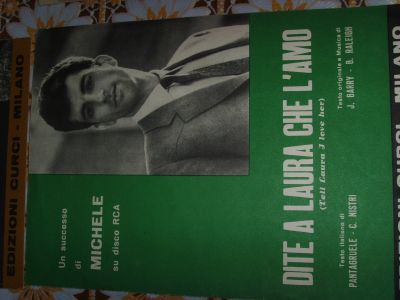 EDIZIONI CURCI - MILANO
Un successo
di
MICHELE
su disco RCA
DITE A LAURA CHE L'AMO
(Tell Laura I love her)
Testo italiano di
PANTAGRUELE - C. NISTRI
Testo originale e Musica di
J. BARRY - B. RALEIGH
EDIZIONI CURCI - MILANO